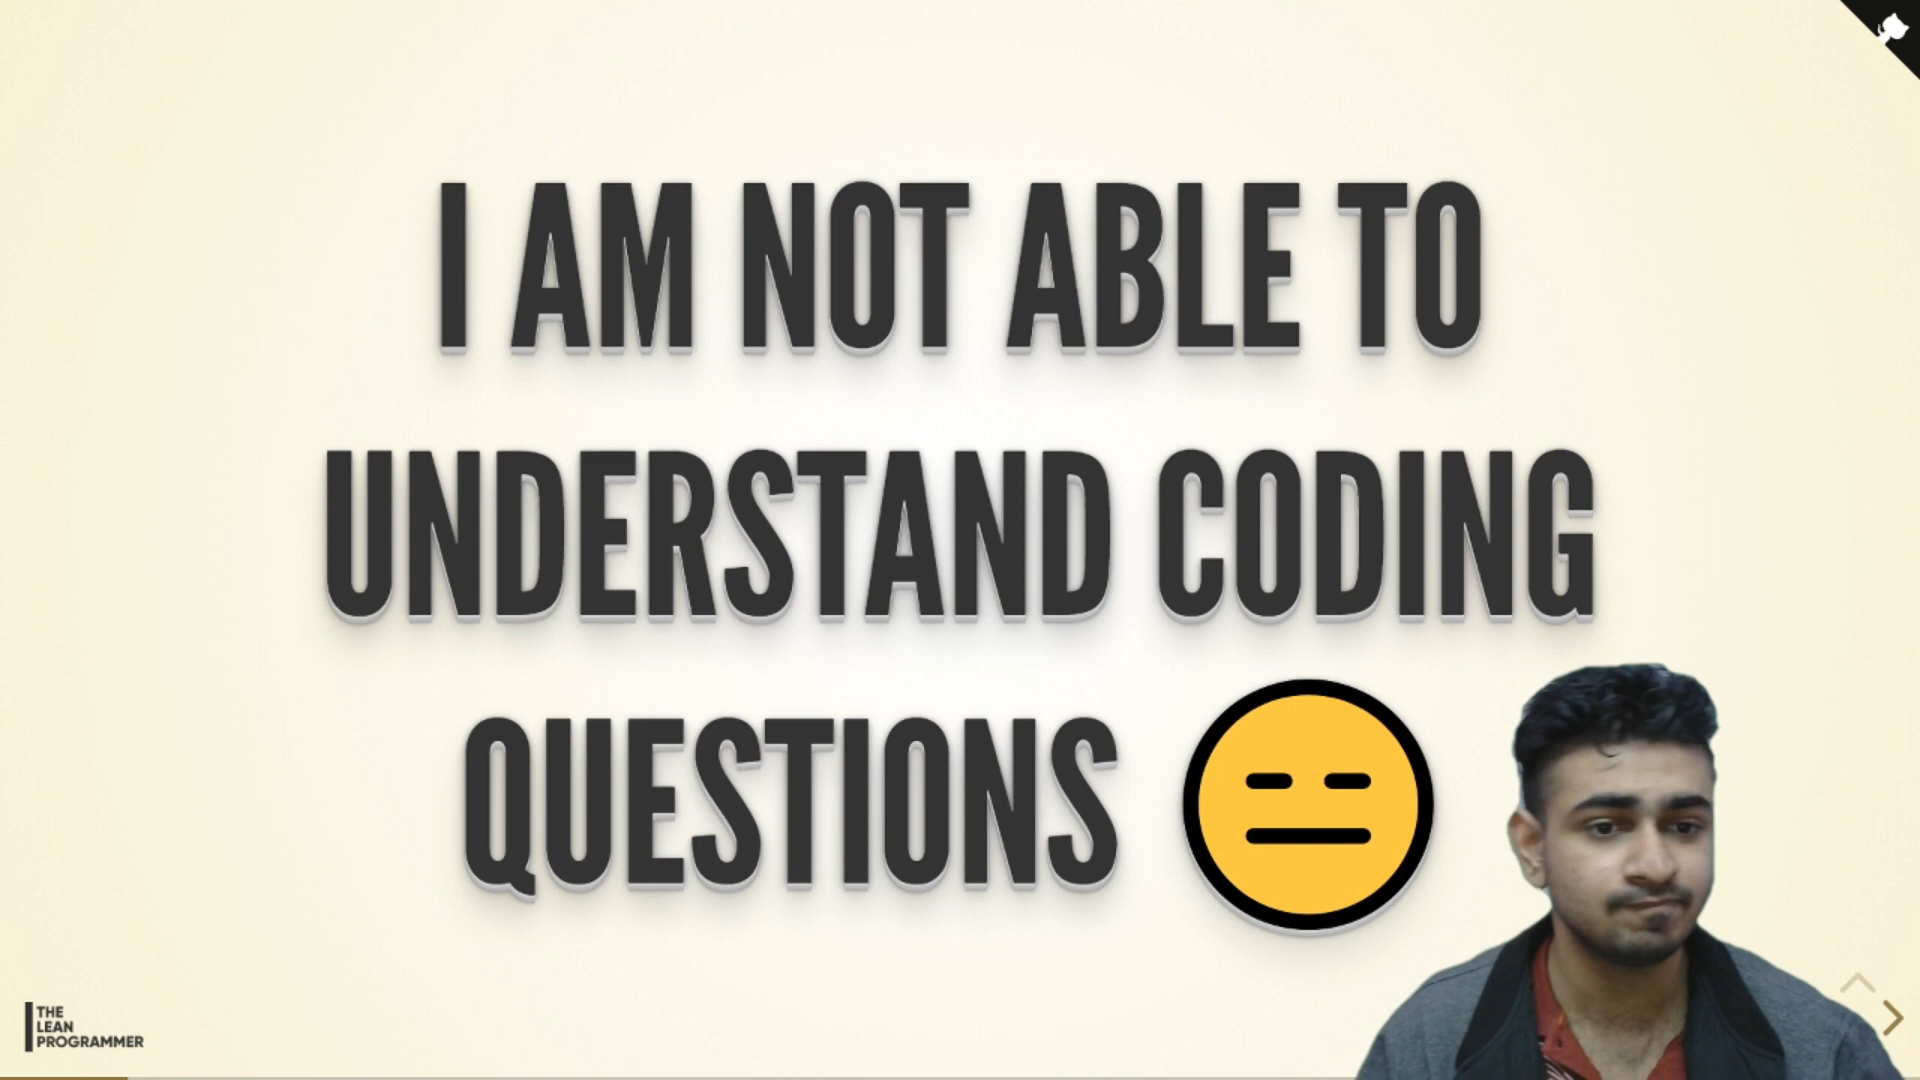 I AM NOT ABLE TO
UNDERSTAND CODING
QUESTIONS
THE
LEAN
PROGRAMMER